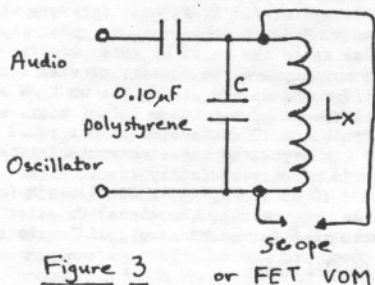 Audio
0.10µF
C
polystyrene
Lx
Oscillator
scope
Figure 3
or FET VOM